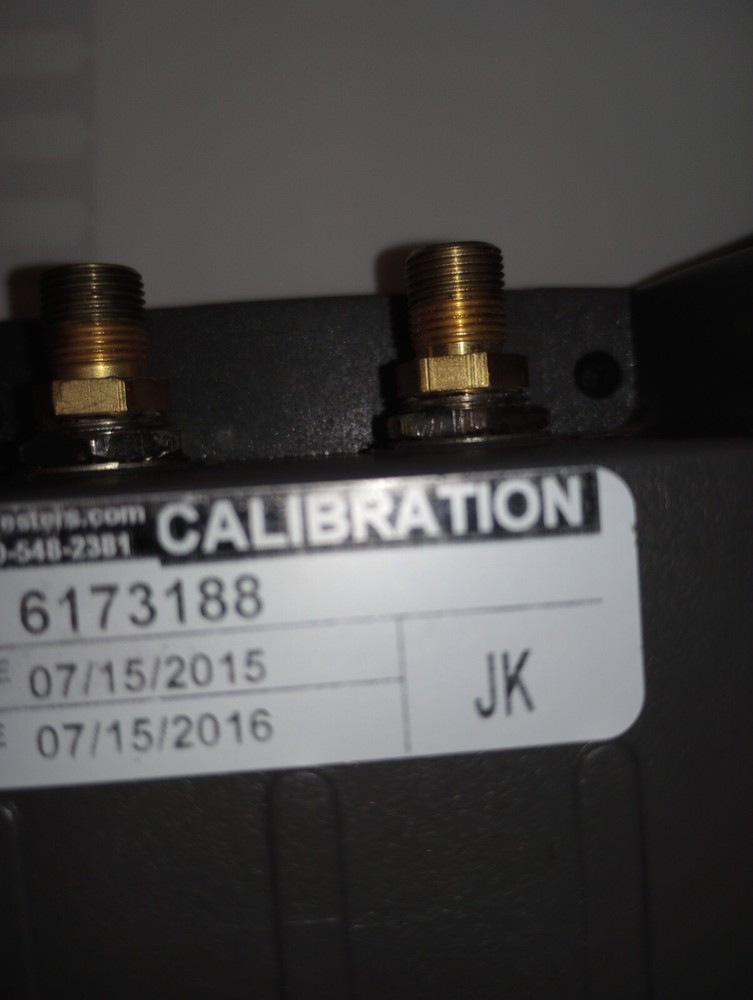 esters.com
0-548-2381
CALIBRATION
6173188
E 07/15/2015
JK
E 07/15/2016